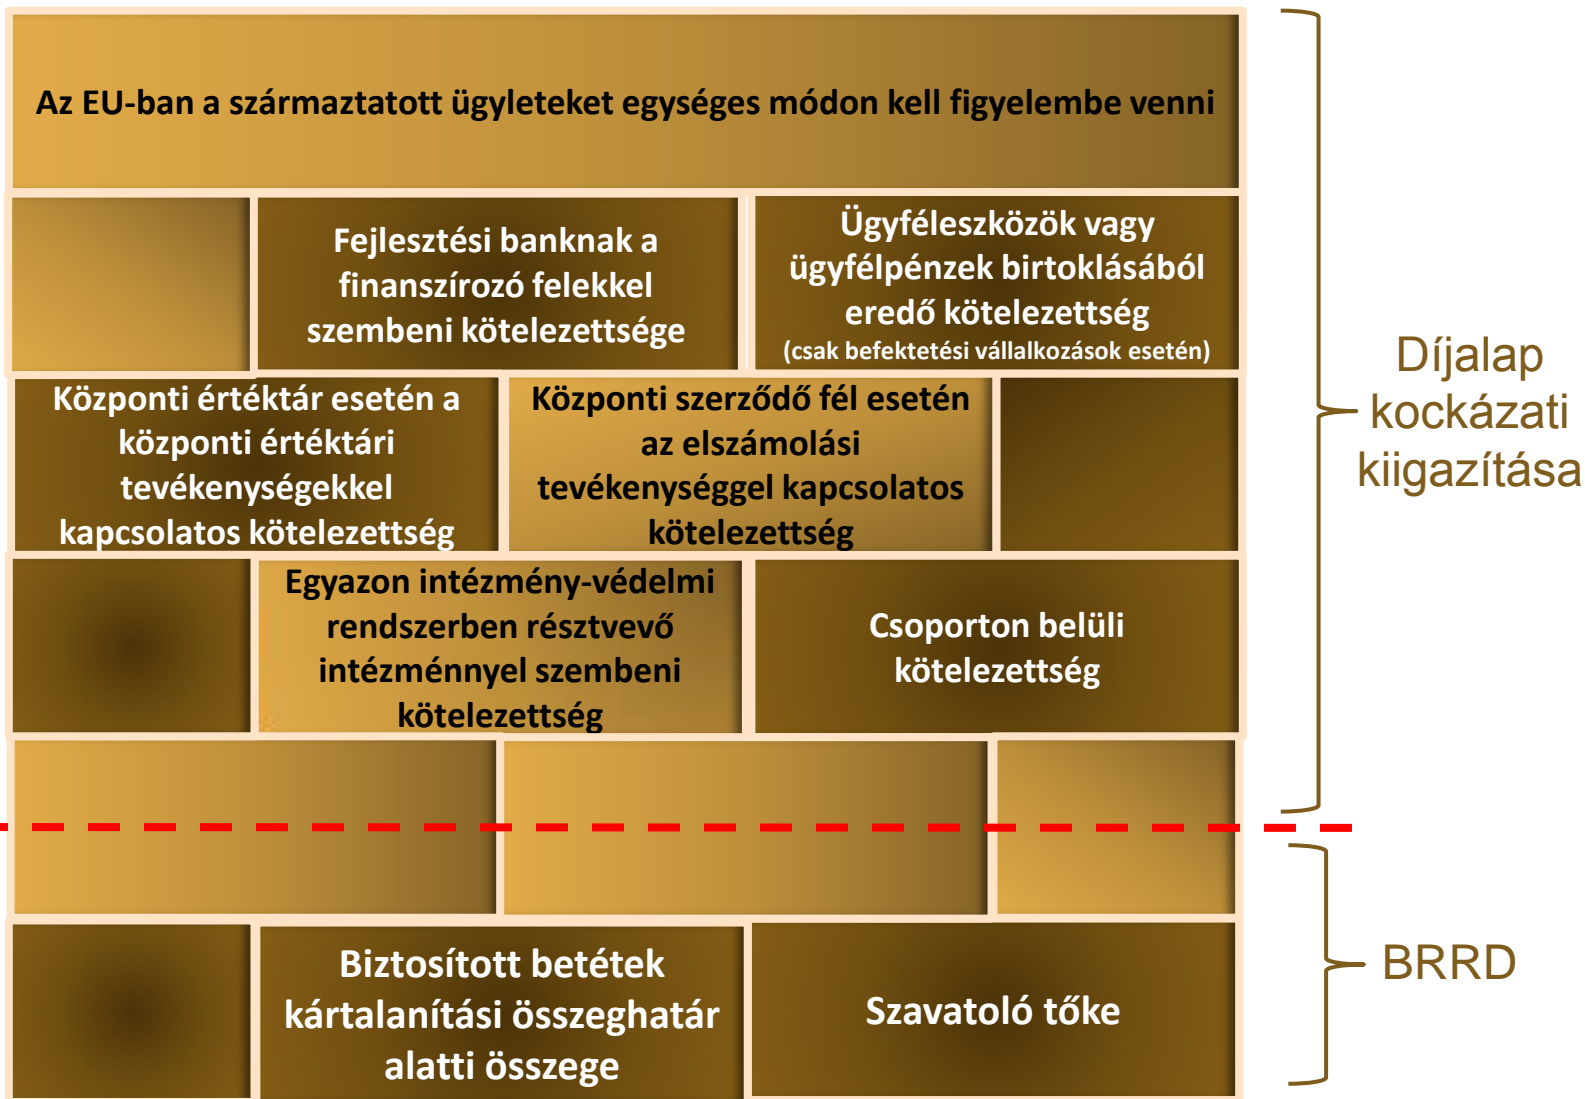 Az EU-ban a származtatott ügyleteket egységes módon kell figyelembe venni
Fejlesztési banknak a
finanszírozó felekkel
szembeni kötelezettsége
Ügyféleszközök vagy
ügyfélpénzek birtoklásából
eredő kötelezettség
(csak befektetési vállalkozások esetén)
Központi értéktár esetén a
központi értéktári
tevékenységekkel
kapcsolatos kötelezettség
Központi szerződő fél esetén
az elszámolási
tevékenységgel kapcsolatos
kötelezettség
Egyazon intézmény-védelmi
rendszerben résztvevő
intézménnyel szembeni
kötelezettség
Csoporton belüli
kötelezettség
Díjalap
kockázati
kiigazítása
Biztosított betétek
kártalanítási összeghatár
alatti összege
Szavatoló tőke
BRRD